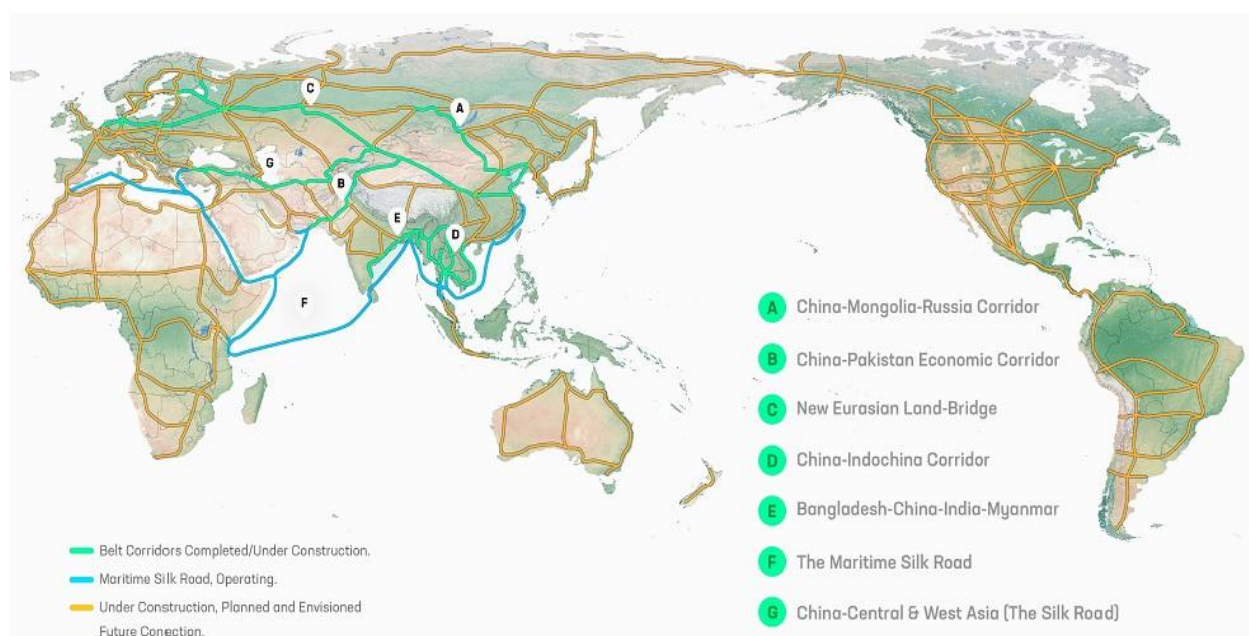 C
A
G
B
E
D
F
A China-Mongolia-Russia Corridor
B China-Pakistan Economic Corridor
C New Eurasian Land-Bridge
D China-Indochina Corridor
E Bangladesh-China-India-Myanmar
F The Maritime Silk Road
G China-Central & West Asia (The Silk Road)
Belt Corridors Completed/Under Construction.
Maritime Silk Road, Operating.
Under Construction, Planned and Envisioned
Future Conection.